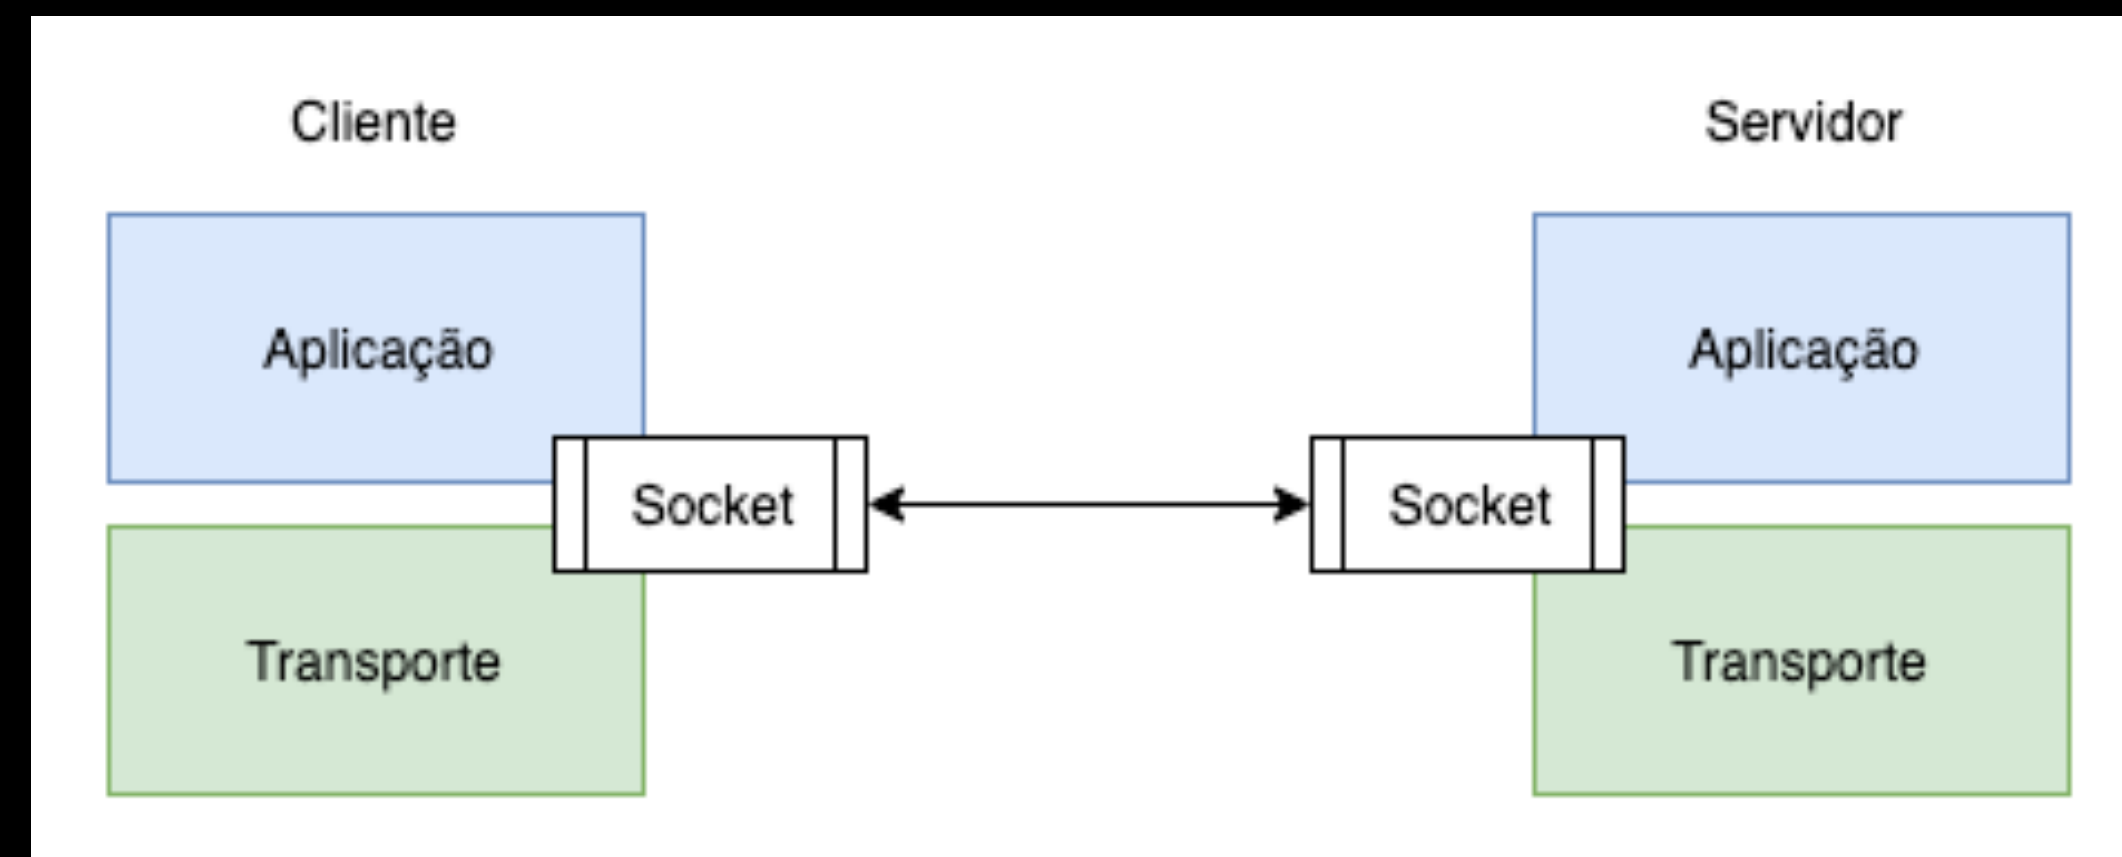 Cliente
Servidor
Aplicação
Aplicação
Socket
Socket
Transporte
Transporte